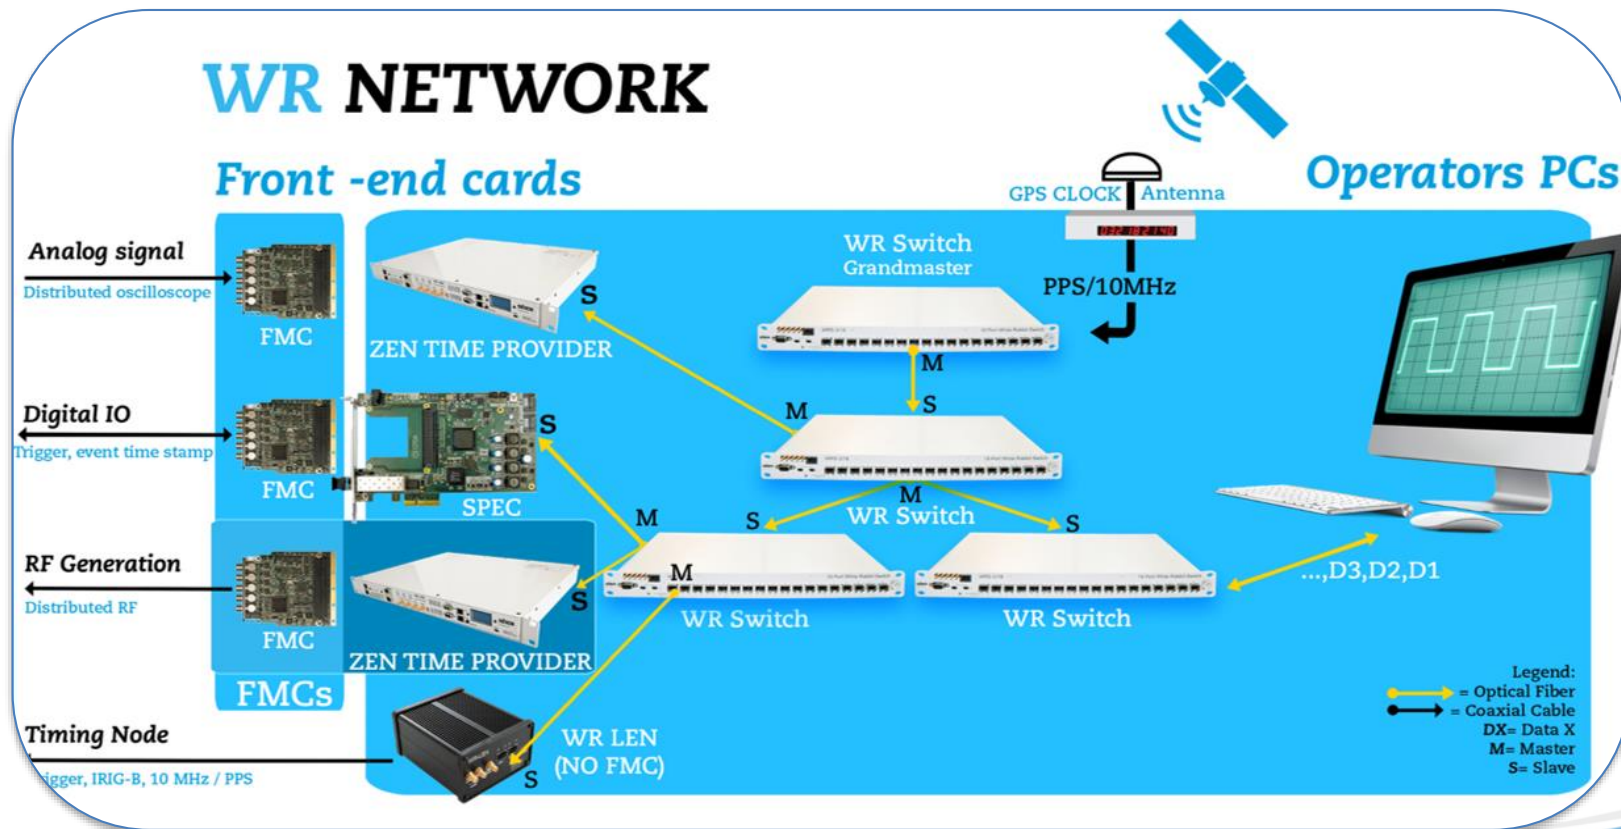 WR NETWORK
Front -end cards
Operators PCs
GPS CLOCK
Antenna
PPS/10MHz
WR Switch
Grandmaster
M
S
M
M
WR Switch
S
S
Analog signal
Distributed oscilloscope
FMC
ZEN TIME PROVIDER
S
Digital IO
Trigger, event time stamp
FMC
SPEC
S
M
S
M
WR Switch
WR Switch
...,D3,D2,D1
RF Generation
Distributed RF
FMC
ZEN TIME PROVIDER
FMCs
Timing Node
rigger, IRIG-B, 10 MHz / PPS
WR LEN
(NO FMC)
S
Legend:
= Optical Fiber
= Coaxial Cable
DX= Data X
M= Master
S= Slave